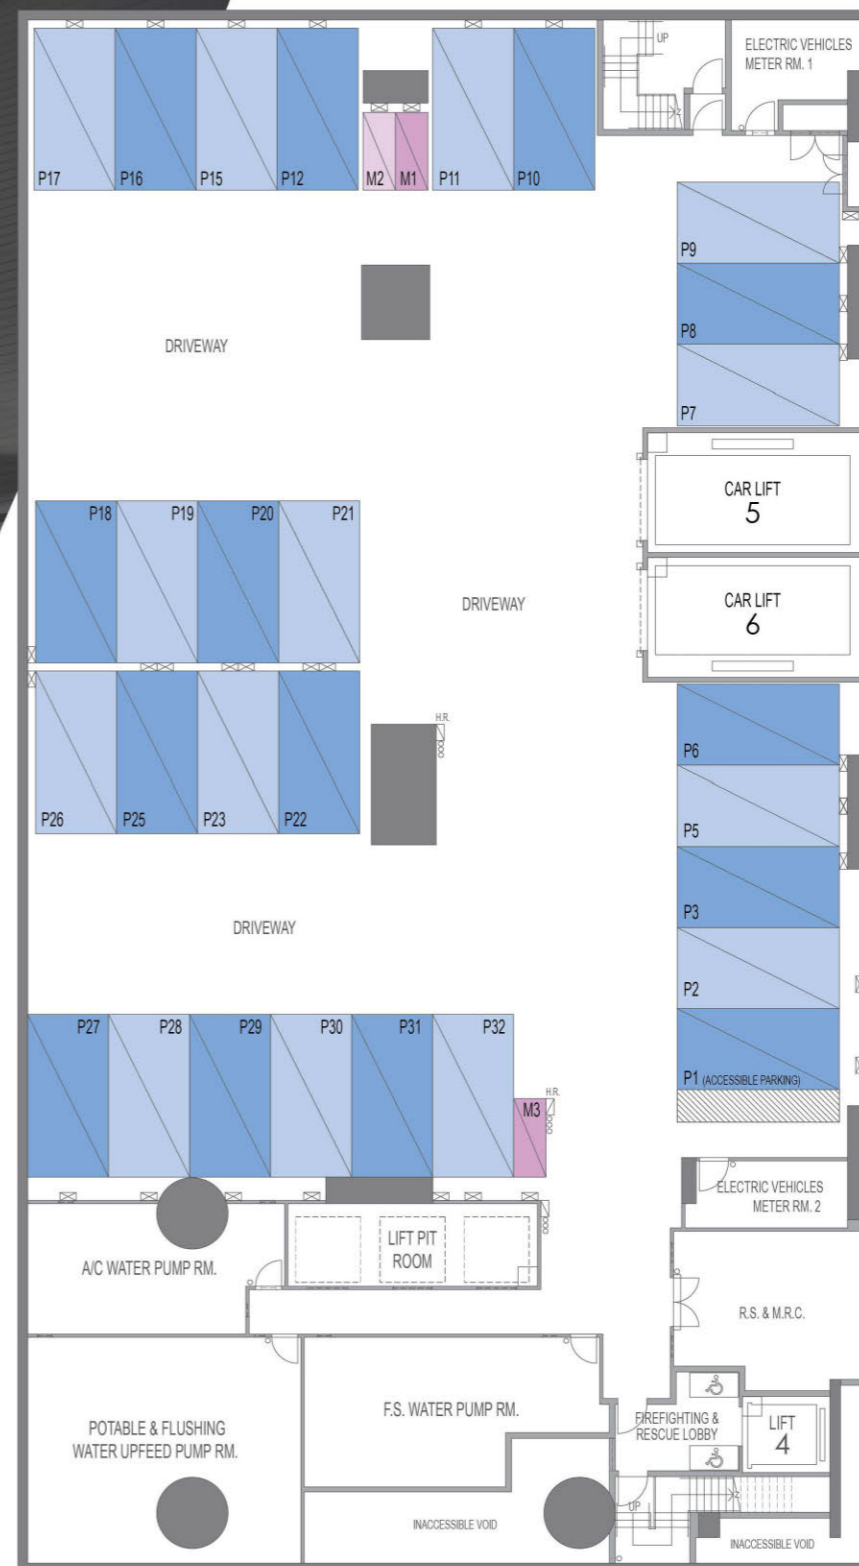 UP
ELECTRIC VEHICLES
METER RM. 1
P17
P16
P15
P12
M2
M1
P11
P10
P9
P8
P7
DRIVEWAY
CAR LIFT
5
P18
P19
P20
P21
DRIVEWAY
CAR LIFT
6
P26
P25
P23
P22
H.R.
P6
P5
P3
P2
P1 (ACCESSIBLE PARKING)
DRIVEWAY
P27
P28
P29
P30
P31
P32
M3
H.R.
ELECTRIC VEHICLES
METER RM. 2
A/C WATER PUMP RM.
LIFT PIT
ROOM
R.S. & M.R.C.
F.S. WATER PUMP RM.
POTABLE & FLUSHING
WATER UPFEED PUMP RM.
FIREFIGHTING &
RESCUE LOBBY
LIFT
4
UP
INACCESSIBLE VOID
INACCESSIBLE VOID